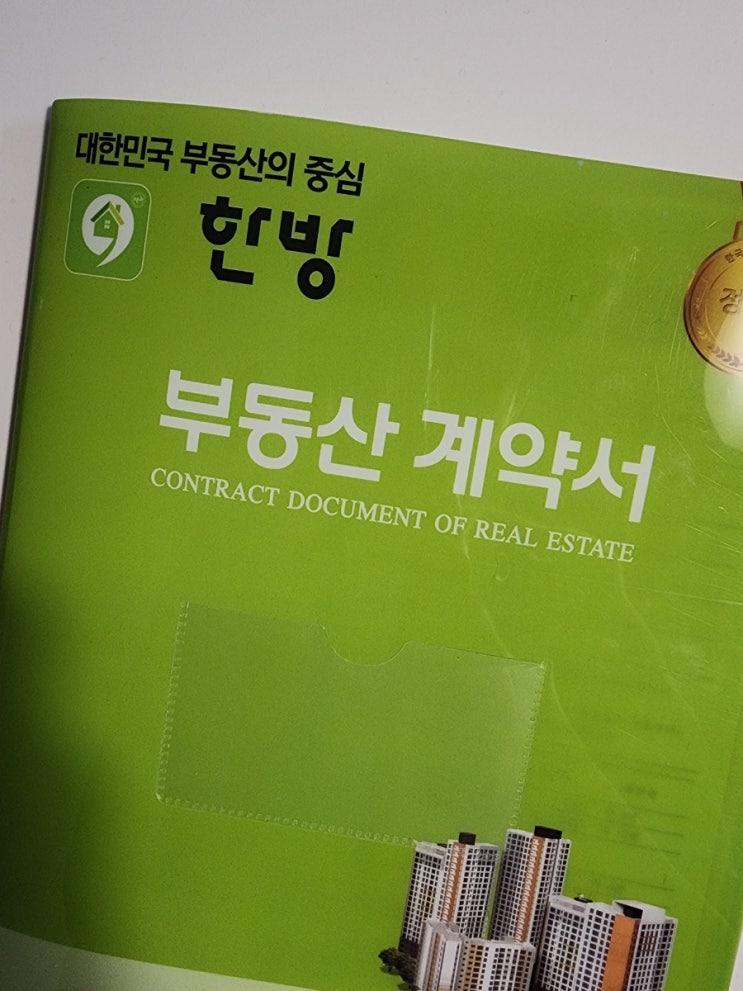 대한민국 부동산의 중심
한방
부동산 계약서
CONTRACT DOCUMENT OF REAL ESTATE